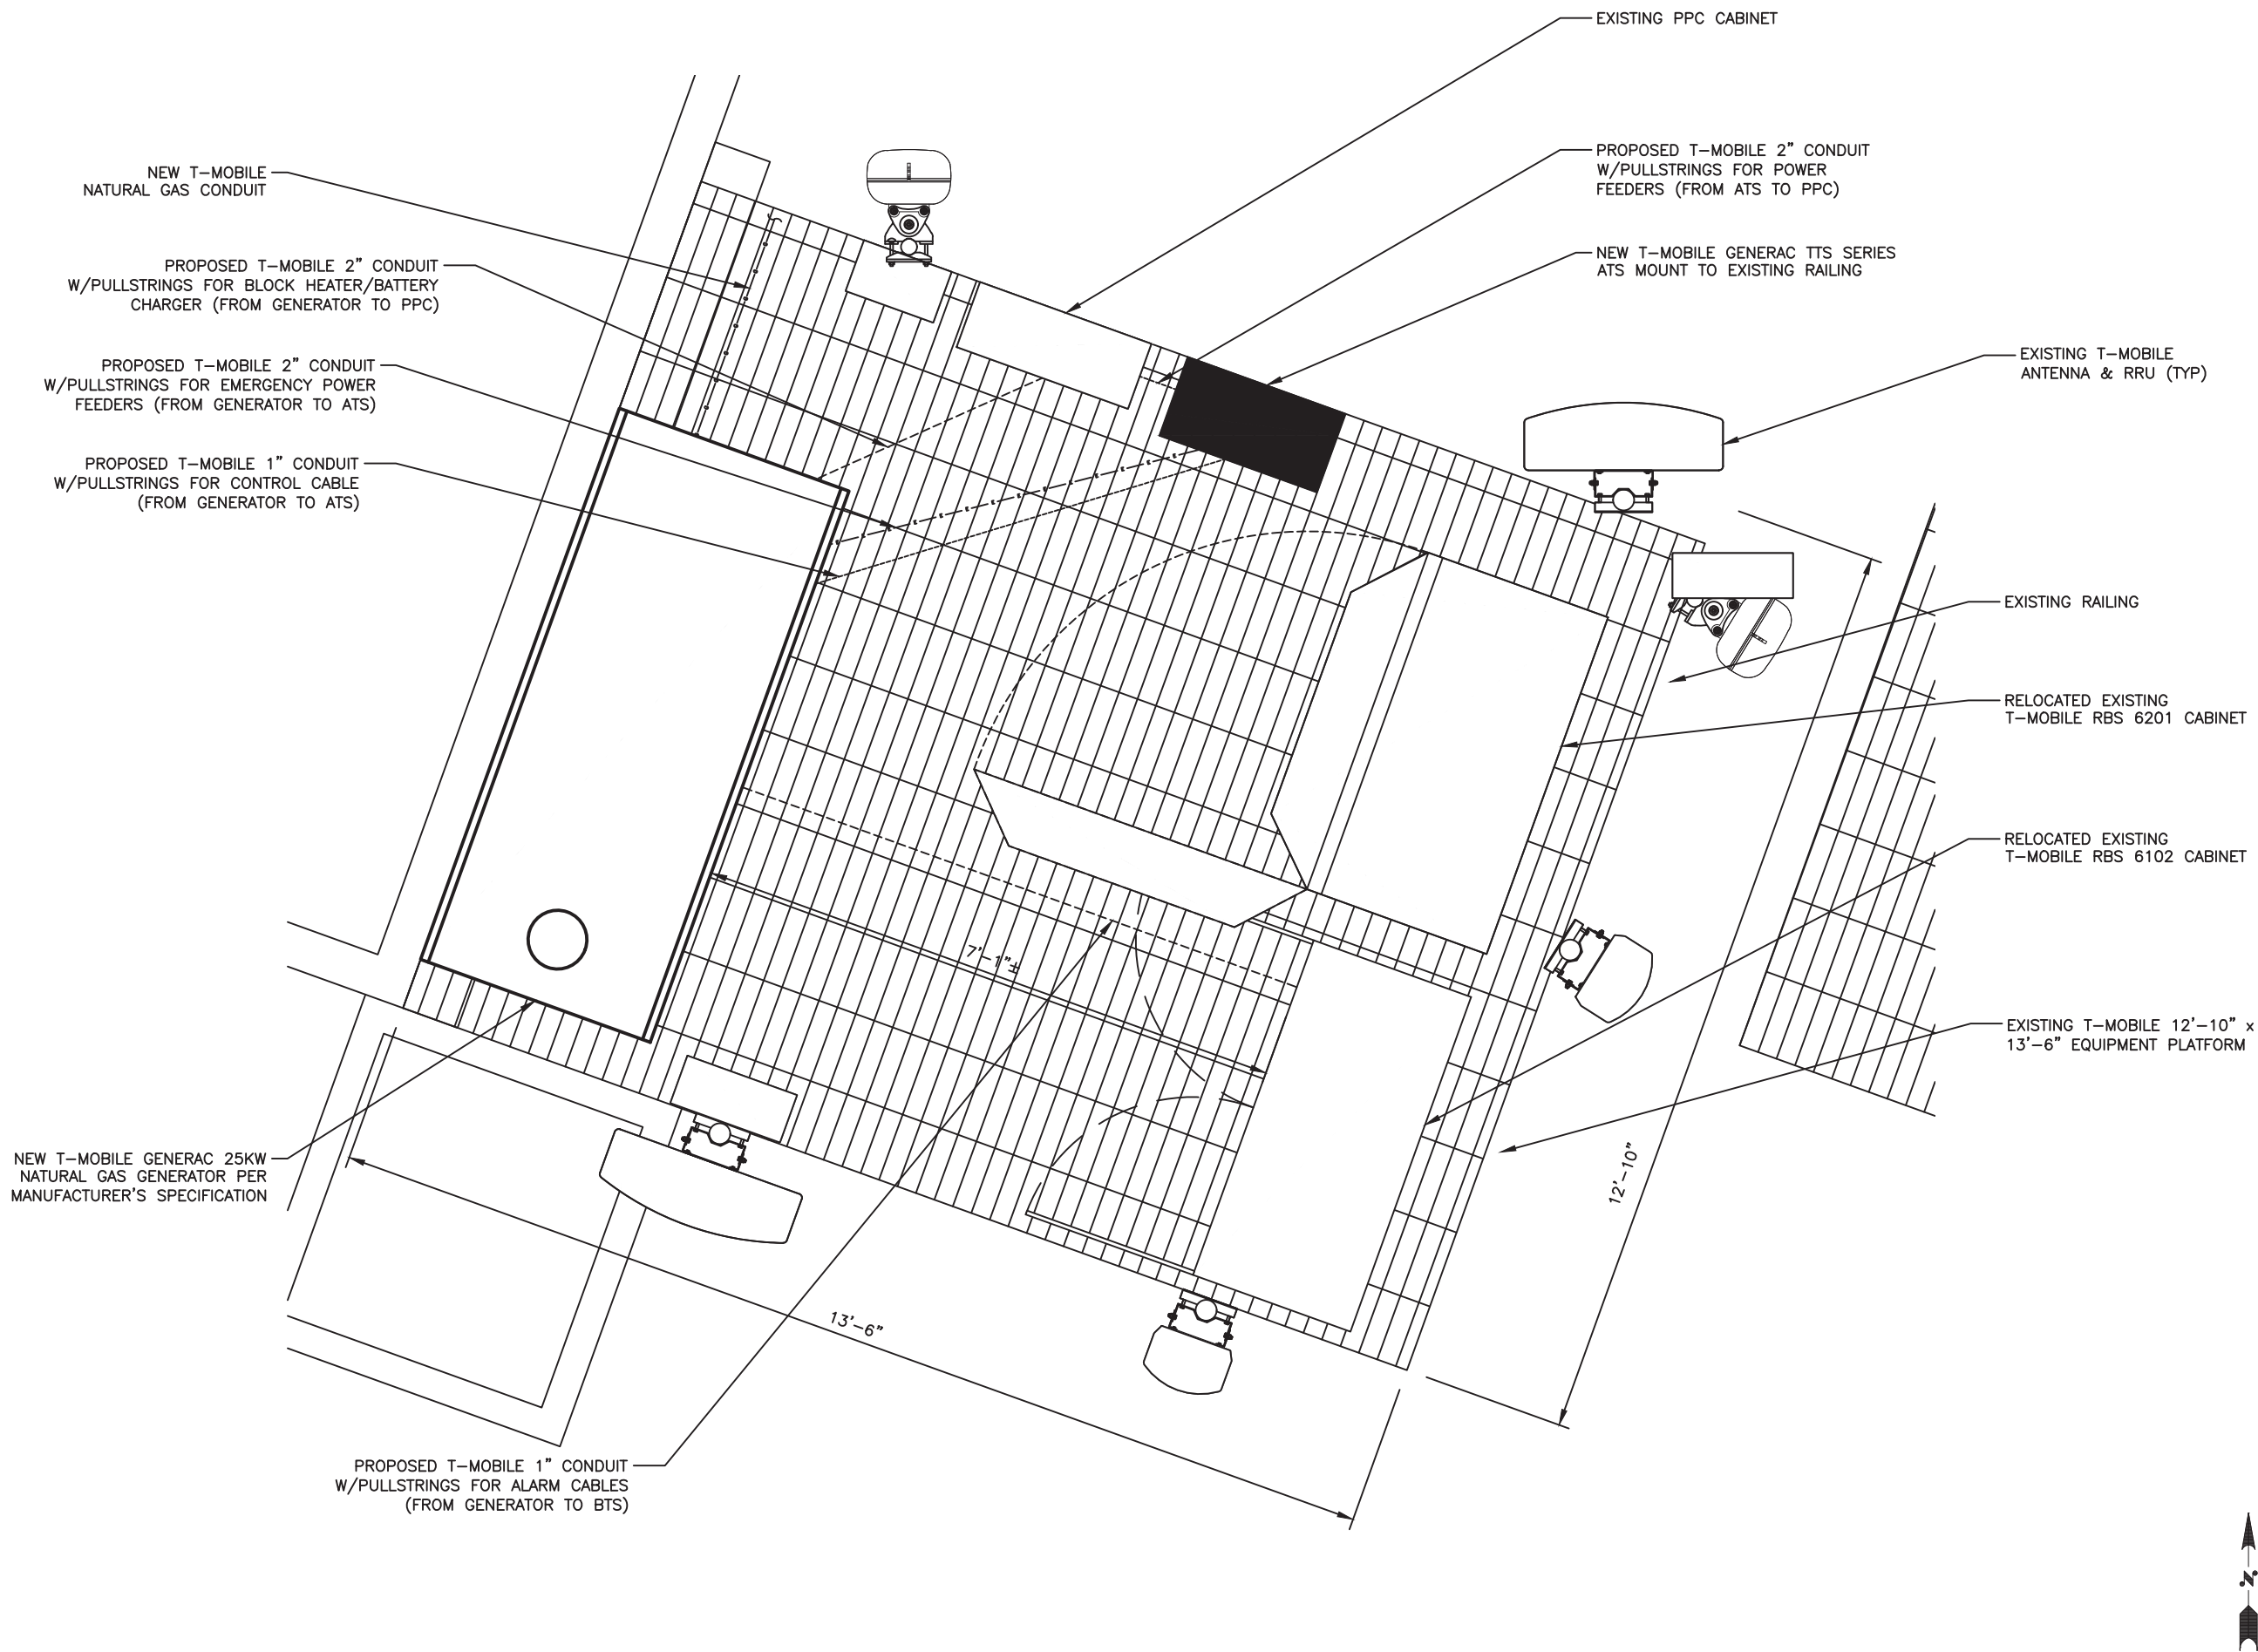 EXISTING PPC CABINET
PROPOSED T-MOBILE 2" CONDUIT
W/PULLSTRINGS FOR POWER
FEEDERS (FROM ATS TO PPC)
NEW T-MOBILE
NATURAL GAS CONDUIT
NEW T-MOBILE GENERAC TTS SERIES
ATS MOUNT TO EXISTING RAILING
PROPOSED T-MOBILE 2" CONDUIT
W/PULLSTRINGS FOR BLOCK HEATER/BATTERY
CHARGER (FROM GENERATOR TO PPC)
EXISTING T-MOBILE
ANTENNA & RRU (TYP)
PROPOSED T-MOBILE 2" CONDUIT
W/PULLSTRINGS FOR EMERGENCY POWER
FEEDERS (FROM GENERATOR TO ATS)
PROPOSED T-MOBILE 1" CONDUIT
W/PULLSTRINGS FOR CONTROL CABLE
(FROM GENERATOR TO ATS)
EXISTING RAILING
RELOCATED EXISTING
T-MOBILE RBS 6201 CABINET
RELOCATED EXISTING
T-MOBILE RBS 6102 CABINET
7'-1"±
EXISTING T-MOBILE 12'-10" x
13'-6" EQUIPMENT PLATFORM
12'-10"
NEW T-MOBILE GENERAC 25KW
NATURAL GAS GENERATOR PER
MANUFACTURER'S SPECIFICATION
13'-6"
PROPOSED T-MOBILE 1" CONDUIT
W/PULLSTRINGS FOR ALARM CABLES
(FROM GENERATOR TO BTS)
N